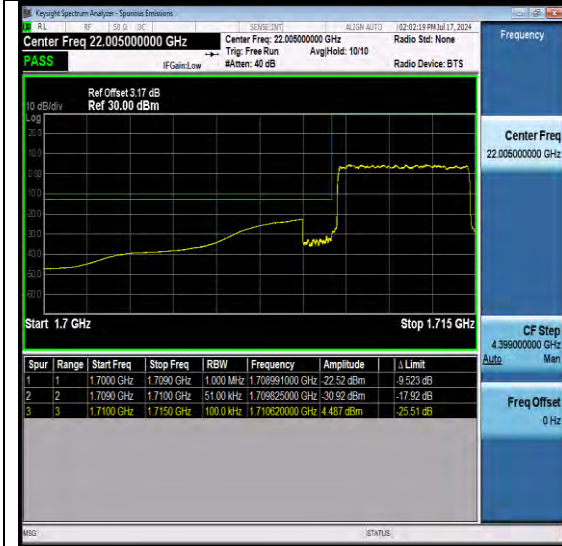 Keysight Spectrum Analyzer - Spurious Emissions
RL RF 50 Ω DC SENSE:INT ALIGN AUTO 02:02:19 PM Jul 17, 2024
Center Freq 22.005000000 GHz Center Freq: 22.005000000 GHz Radio Std: None Frequency
Trig: Free Run Avg|Hold: 10/10
PASS IFGain:Low #Atten: 40 dB Radio Device: BTS
Ref Offset 3.17 dB
10 dB/div Ref 30.00 dBm
Log
20.0
10.0
0.00
-10.0
-20.0
-30.0
-40.0
-50.0
-60.0
Center Freq
22.005000000 GHz
Start 1.7 GHz Stop 1.715 GHz
CF Step
4.399000000 GHz
Auto Man
Spur Range Start Freq Stop Freq RBW Frequency Amplitude Δ Limit
1 1 1.7000 GHz 1.7090 GHz 1.000 MHz 1.708991000 GHz -22.52 dBm -9.523 dB
2 2 1.7090 GHz 1.7100 GHz 51.00 kHz 1.709825000 GHz -30.92 dBm -17.92 dB
3 3 1.7100 GHz 1.7150 GHz 100.0 kHz 1.710620000 GHz 4.487 dBm -25.51 dB
Freq Offset
0 Hz
MSG STATUS